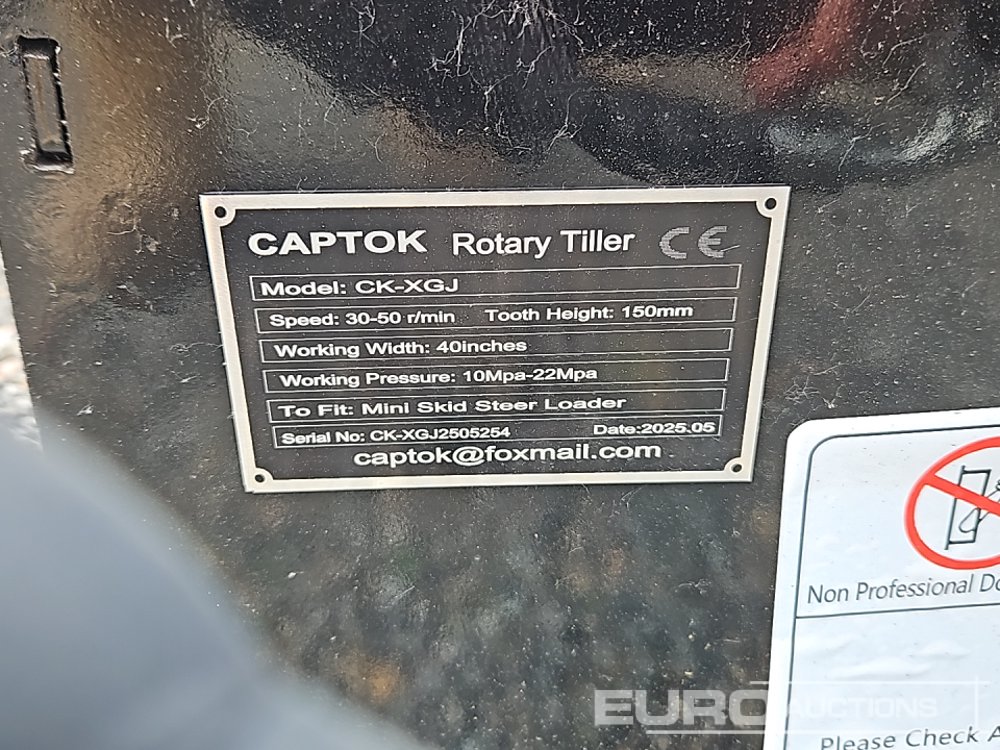 CAPTOK Rotary Tiller CE
Model: CK-XGJ
Speed: 30-50 r/min Tooth Height: 150mm
Working Width: 40inches
Working Pressure: 10Mpa-22Mpa
To Fit: Mini Skid Steer Loader
Serial No: CK-XGJ2505254 Date:2025.05
captok@foxmail.com
Non Professional
Please Check
EURO AUCTIONS